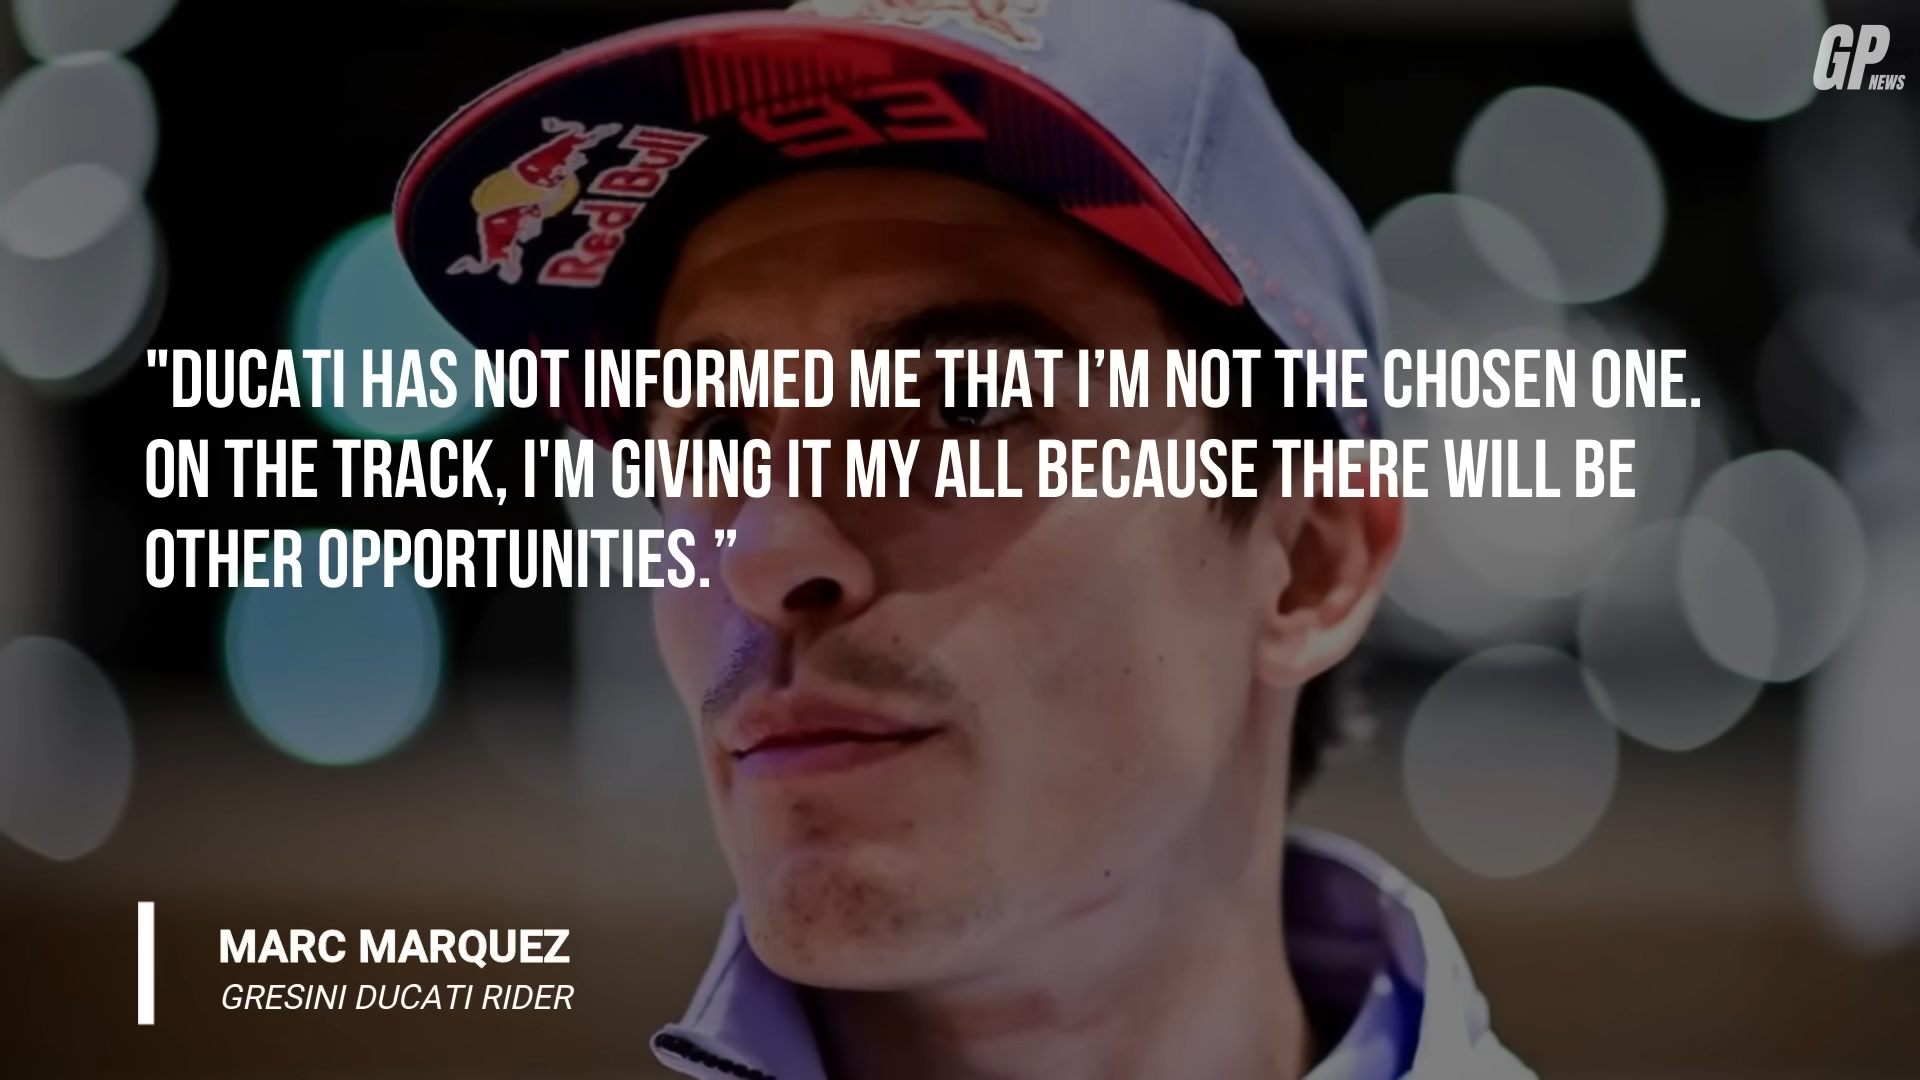 GP
NEWS
93
Red Bull
"DUCATI HAS NOT INFORMED ME THAT I’M NOT THE CHOSEN ONE.
ON THE TRACK, I'M GIVING IT MY ALL BECAUSE THERE WILL BE
OTHER OPPORTUNITIES.”
MARC MARQUEZ
GRESINI DUCATI RIDER